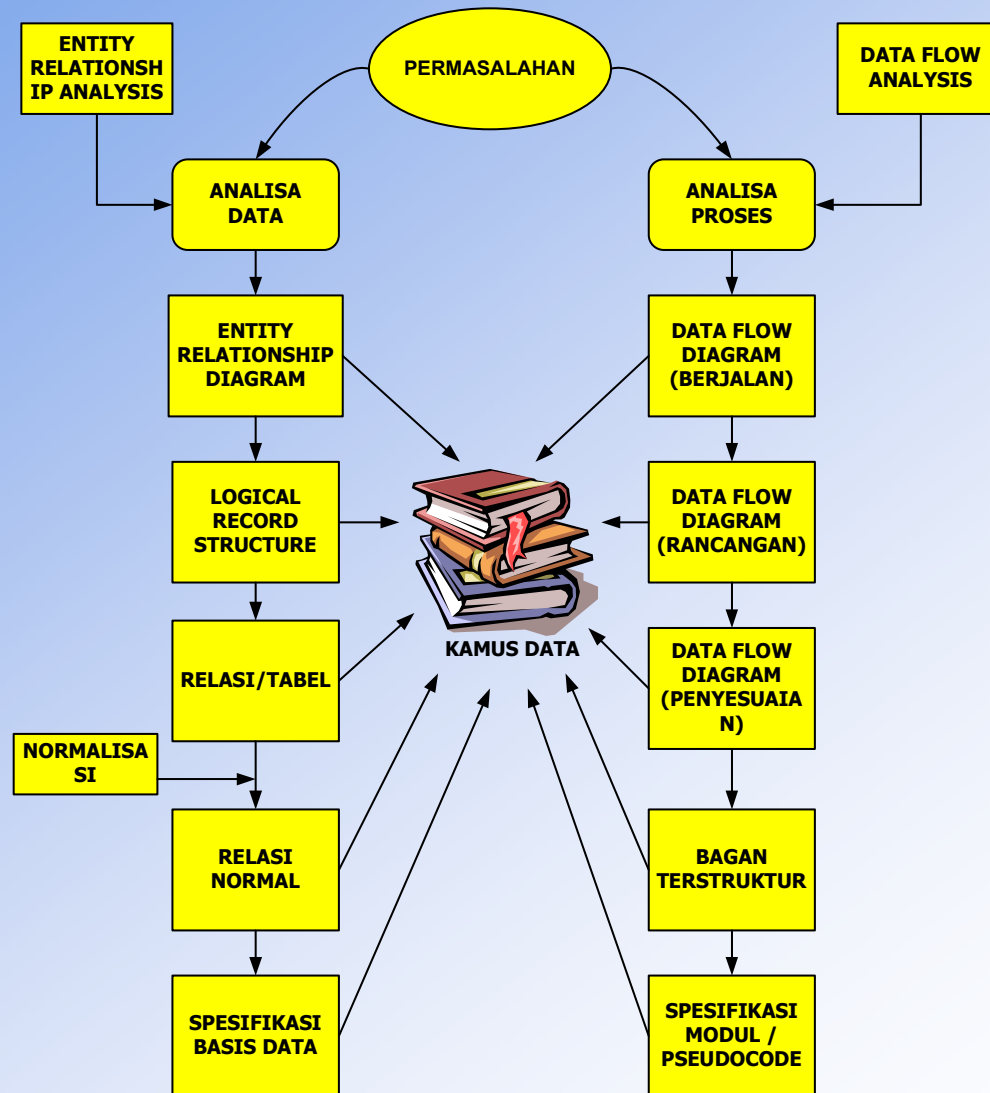 ENTITY
RELATIONSH
IP ANALYSIS
PERMASALAHAN
DATA FLOW
ANALYSIS
ANALISA
DATA
ANALISA
PROSES
ENTITY
RELATIONSHIP
DIAGRAM
DATA FLOW
DIAGRAM
(BERJALAN)
LOGICAL
RECORD
STRUCTURE
DATA FLOW
DIAGRAM
(RANCANGAN)
KAMUS DATA
RELASI/TABEL
DATA FLOW
DIAGRAM
(PENYESUAIA
N)
NORMALISA
SI
RELASI
NORMAL
BAGAN
TERSTRUKTUR
SPESIFIKASI
BASIS DATA
SPESIFIKASI
MODUL /
PSEUDOCODE